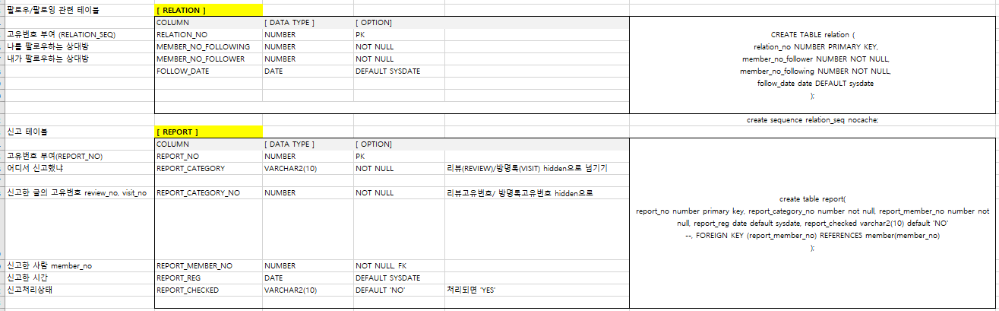 팔로우/팔로잉 관련 테이블 [ RELATION ]
COLUMN [ DATA TYPE ] [ OPTION]
고유번호 부여 (RELATION_SEQ) RELATION_NO NUMBER PK
나를 팔로우하는 상대방 MEMBER_NO_FOLLOWING NUMBER NOT NULL
내가 팔로우하는 상대방 MEMBER_NO_FOLLOWER NUMBER NOT NULL
FOLLOW_DATE DATE DEFAULT SYSDATE
CREATE TABLE relation (
relation_no NUMBER PRIMARY KEY,
member_no_follower NUMBER NOT NULL,
member_no_following NUMBER NOT NULL,
follow_date date DEFAULT sysdate
);
create sequence relation_seq nocache;
신고 테이블 [ REPORT ]
COLUMN [ DATA TYPE ] [ OPTION]
고유번호 부여(REPORT_NO) REPORT_NO NUMBER PK
어디서 신고했냐 REPORT_CATEGORY VARCHAR2(10) NOT NULL 리뷰(REVIEW)/방명록(VISIT) hidden으로 넘기기
신고한 글의 고유번호 review_no, visit_no REPORT_CATEGORY_NO NUMBER NOT NULL 리뷰고유번호/ 방명록고유번호 hidden으로
신고한 사람 member_no REPORT_MEMBER_NO NUMBER NOT NULL, FK
신고한 시간 REPORT_REG DATE DEFAULT SYSDATE
신고처리상태 REPORT_CHECKED VARCHAR2(10) DEFAULT 'NO' 처리되면 'YES'
create table report(
report_no number primary key, report_category_no number not null, report_member_no number not
null, report_reg date default sysdate, report_checked varchar2(10) default 'NO'
--, FOREIGN KEY (report_member_no) REFERENCES member(member_no)
);